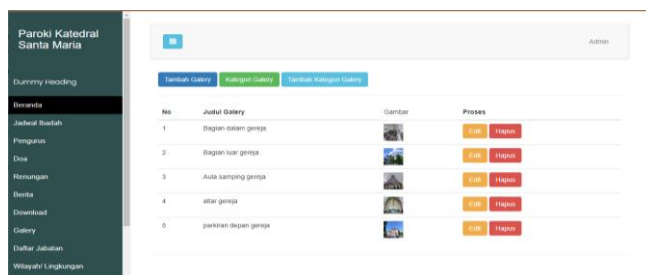 Paroki Katedral
Santa Maria
Dummy Heading
Beranda
Jadwal Ibadah
Pengurus
Doa
Renungan
Berita
Download
Galery
Daftar Jabatan
Wilayah/ Lingkungan
Admin
Tambah Galery Kategori Galery Tambah Kategori Galery
No Judul Galery Gambar Proses
1 Bagian dalam gereja Edit Hapus
2 Bagian luar gereja Edit Hapus
3 Aula samping gereja Edit Hapus
4 altar gereja Edit Hapus
5 parkiran depan gereja Edit Hapus